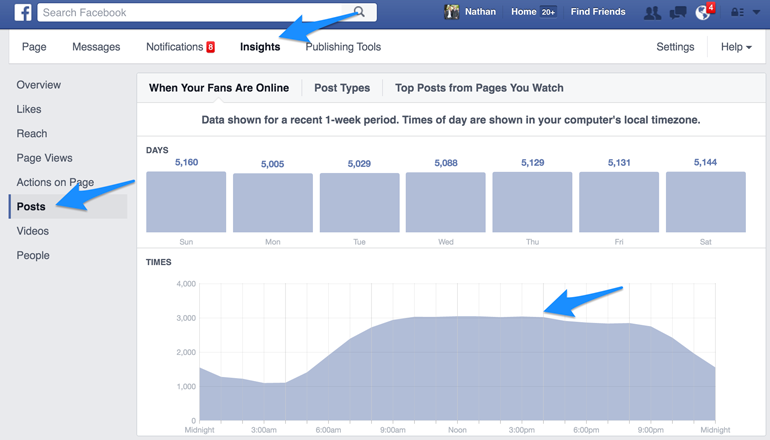 Search Facebook
Nathan
Home 20+
Find Friends
4
Page
Messages
Notifications 8
Insights
Publishing Tools
Settings
Help
Overview
Likes
Reach
Page Views
Actions on Page
Posts
Videos
People
When Your Fans Are Online
Post Types
Top Posts from Pages You Watch
Data shown for a recent 1-week period. Times of day are shown in your computer's local timezone.
DAYS
5,160 5,005 5,029 5,088 5,129 5,131 5,144
Sun Mon Tue Wed Thu Fri Sat
TIMES
4,000
3,000
2,000
1,000
0
Midnight 3:00am 6:00am 9:00am Noon 3:00pm 6:00pm 9:00pm Midnight